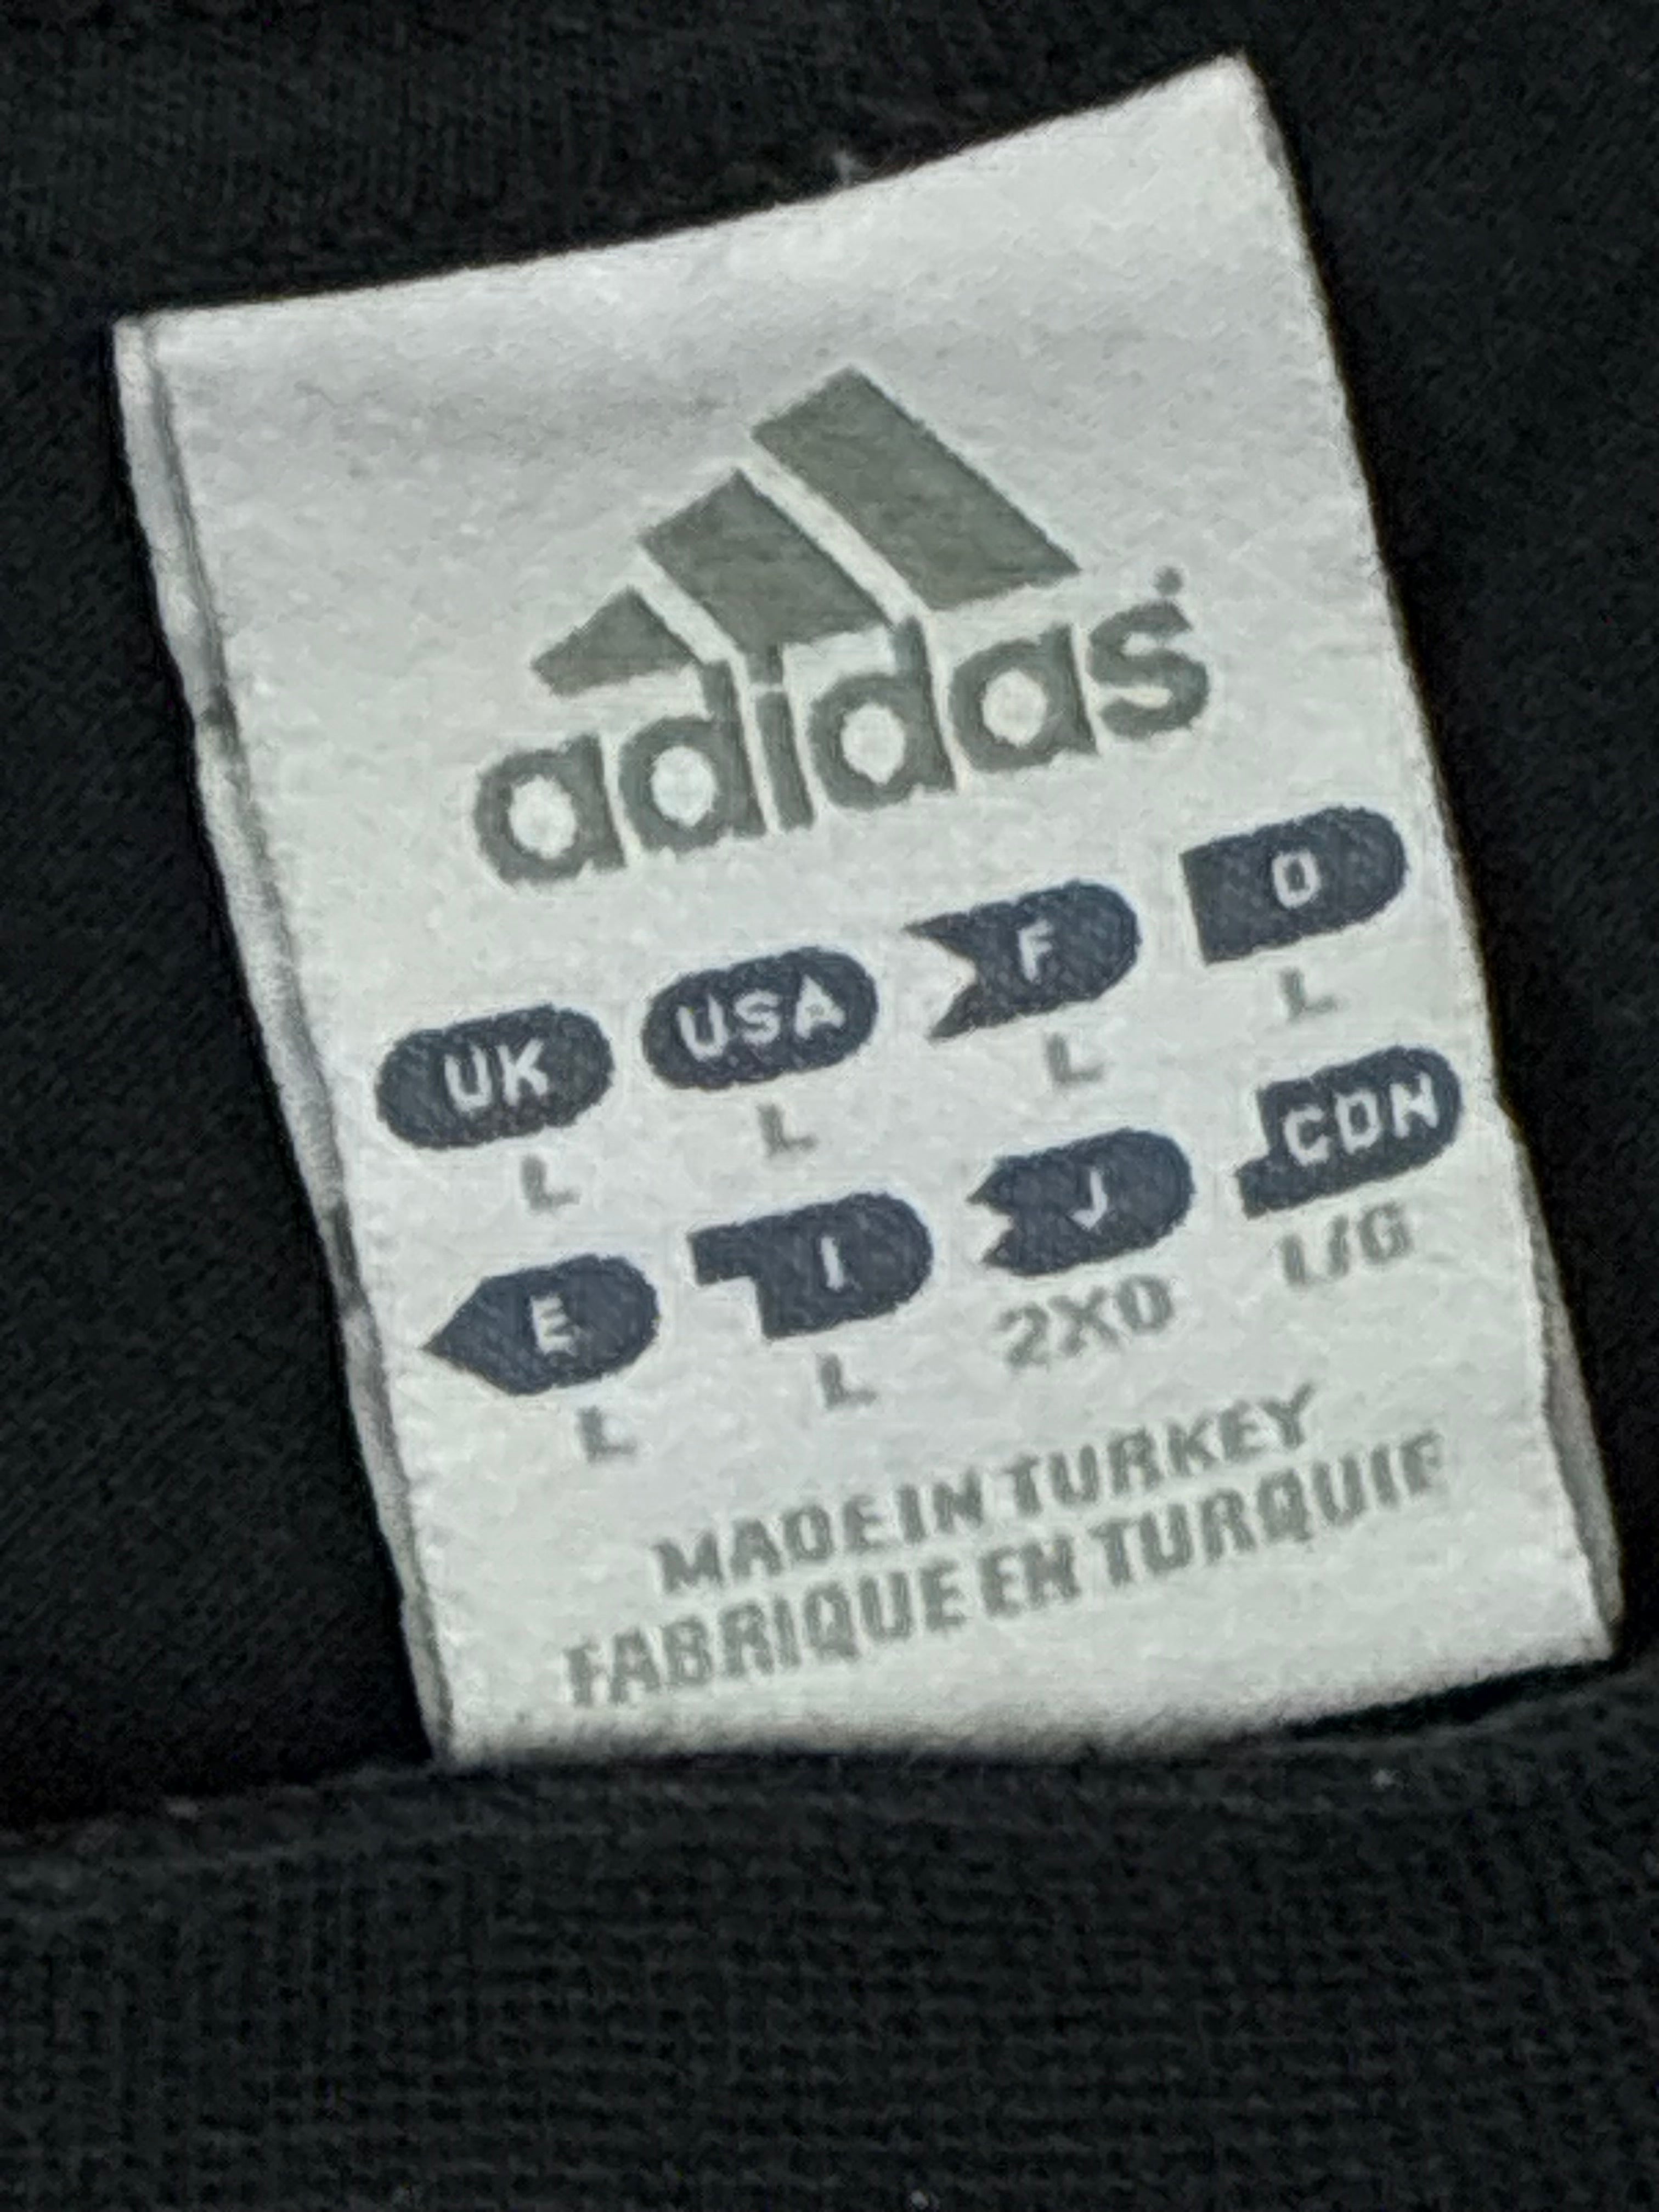 adidas
UK USA F D
L L L L
E I J CDN
L L 2XO L/G
MADE IN TURKEY
FABRIQUE EN TURQUIE